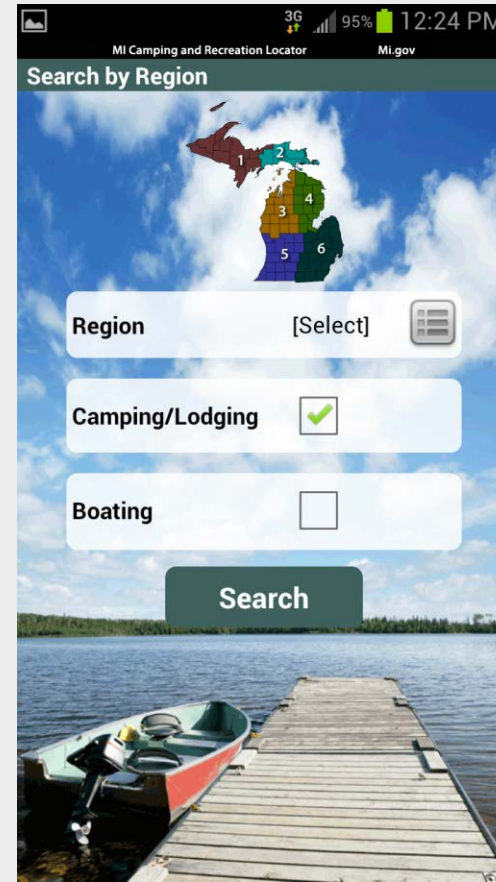 3G 95% 12:24 PM
MI Camping and Recreation Locator Mi.gov
Search by Region
1 2
3 4
5 6
Region [Select]
Camping/Lodging
Boating
Search